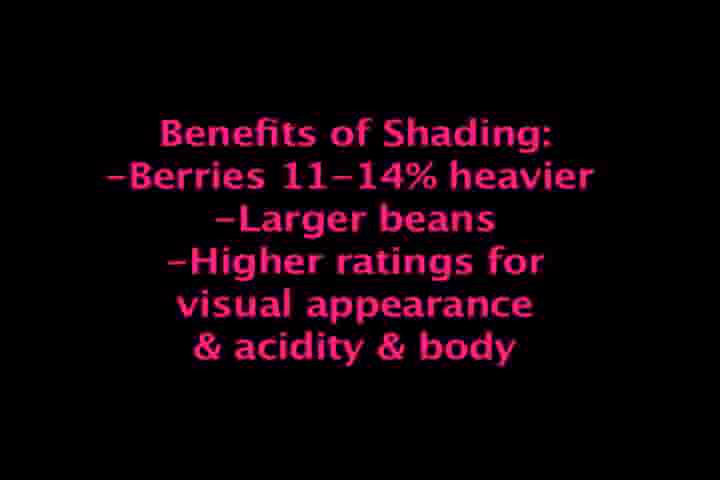 Benefits of Shading:
-Berries 11-14% heavier
-Larger beans
-Higher ratings for
visual appearance
& acidity & body